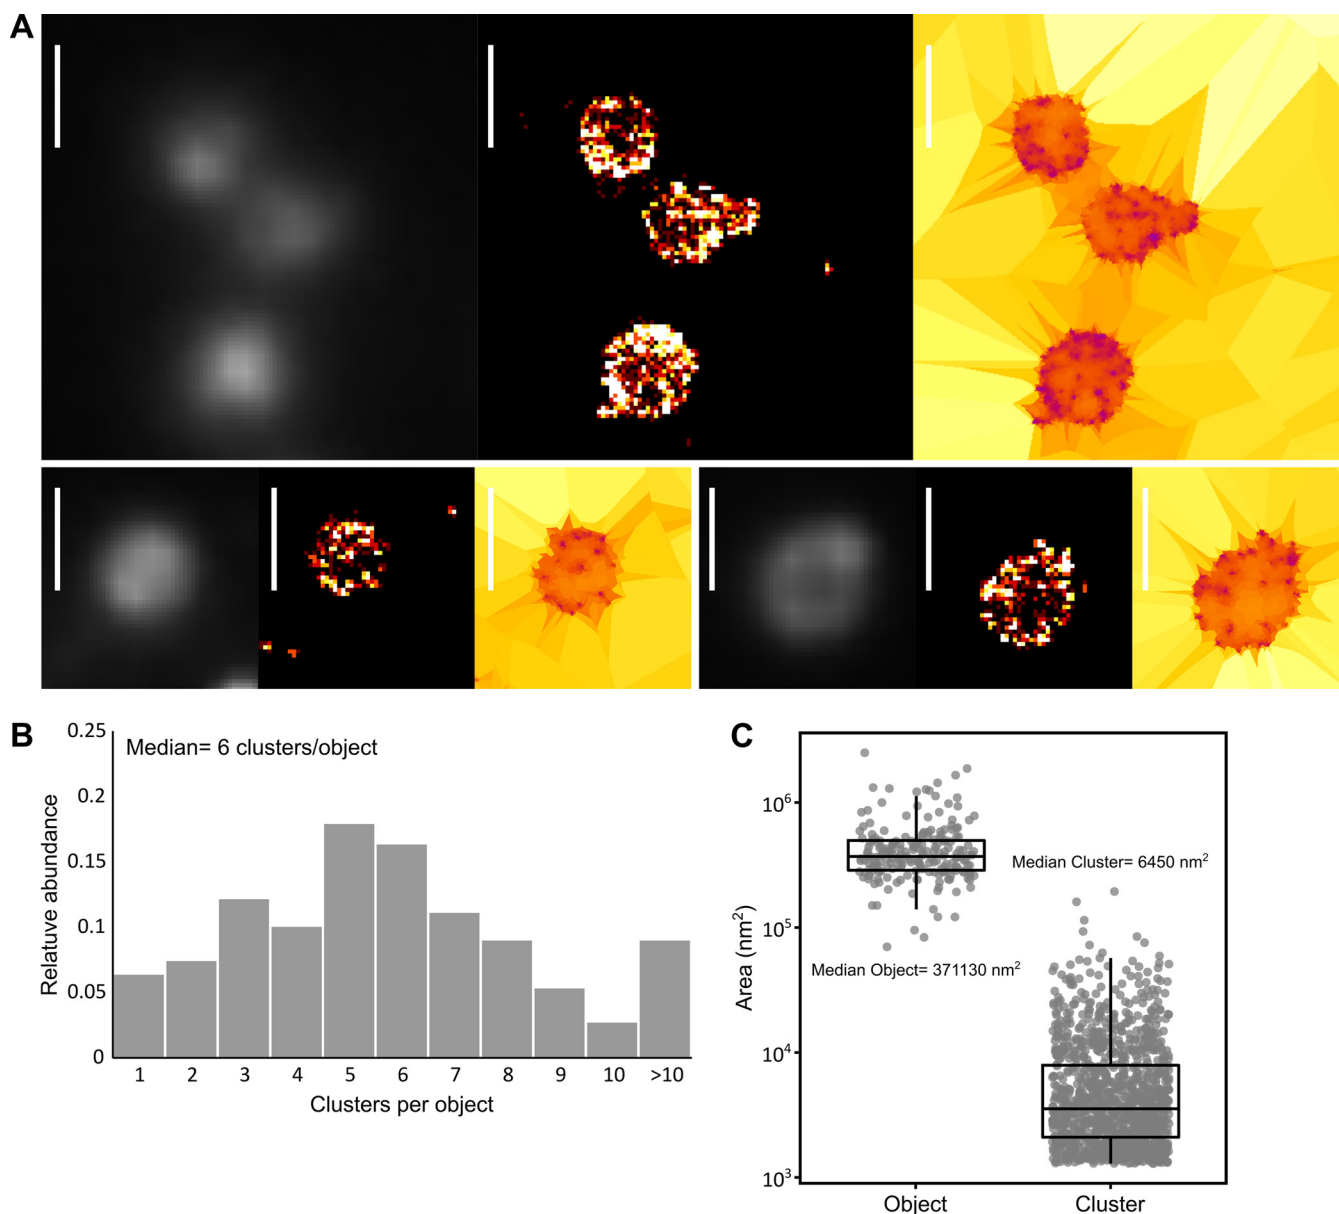 A
B
Median= 6 clusters/object
Relative abundance
0.25
0.2
0.15
0.1
0.05
0
1 2 3 4 5 6 7 8 9 10 >10
Clusters per object
C
Area (nm²)
10⁶
10⁵
10⁴
10³
Median Cluster= 6450 nm²
Median Object= 371130 nm²
Object Cluster